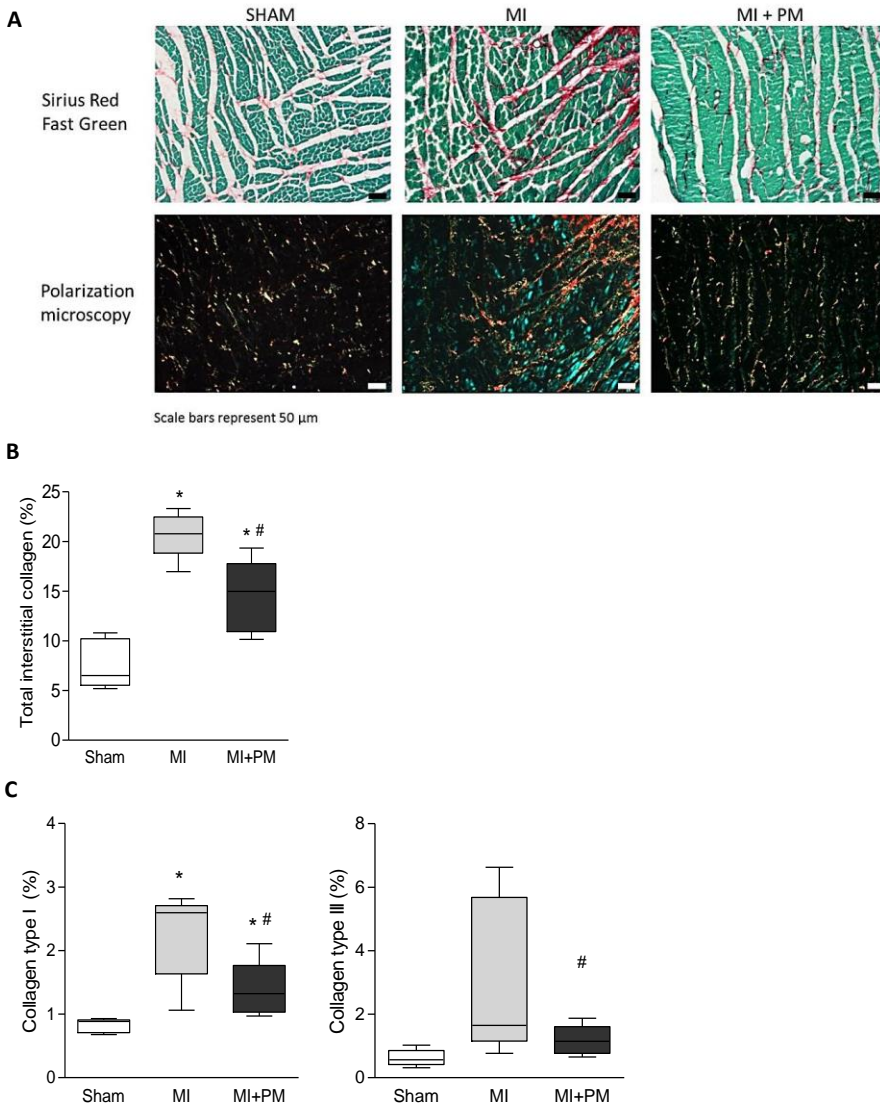 A
SHAM MI MI + PM
Sirius Red
Fast Green
Polarization
microscopy
Scale bars represent 50 µm
B
Total interstitial collagen (%)
25
20
15
10
5
0
*
* #
Sham MI MI+PM
C
Collagen type I (%)
4
3
2
1
0
*
* #
Sham MI MI+PM
Collagen type III (%)
8
6
4
2
0
#
Sham MI MI+PM